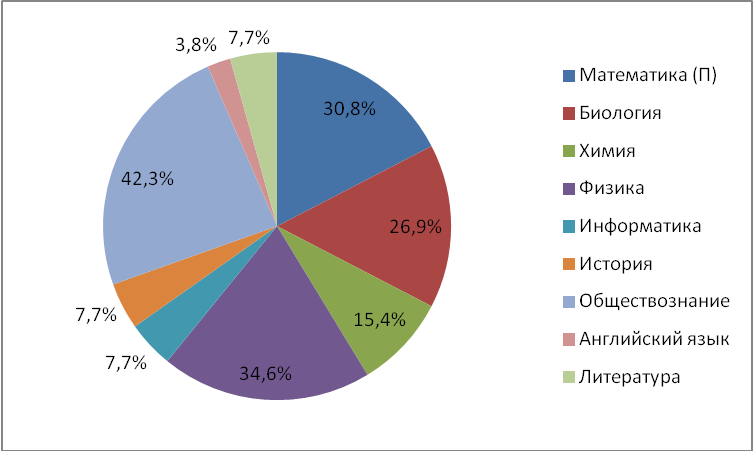 3,8%
7,7%
30,8%
26,9%
15,4%
34,6%
7,7%
7,7%
42,3%
Математика (П)
Биология
Химия
Физика
Информатика
История
Обществознание
Английский язык
Литература